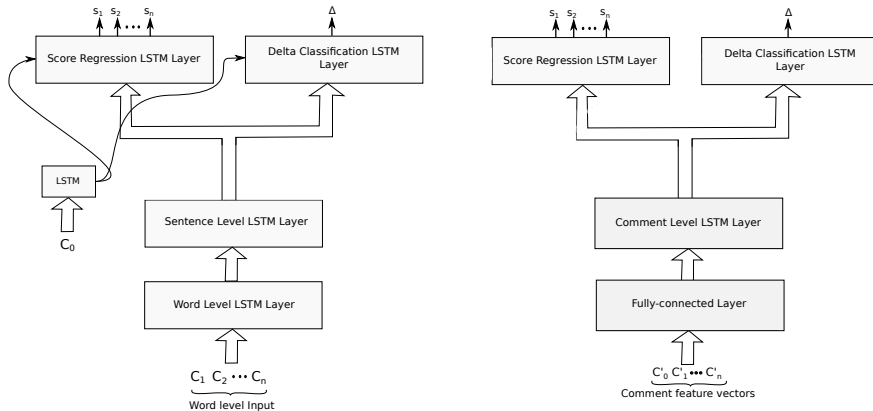 s1 s2 ••• sn
Δ
Score Regression LSTM Layer
Delta Classification LSTM
Layer
LSTM
C0
Sentence Level LSTM Layer
Word Level LSTM Layer
C1 C2 ••• Cn
Word level Input
s1 s2 ••• sn
Δ
Score Regression LSTM Layer
Delta Classification LSTM
Layer
Comment Level LSTM Layer
Fully-connected Layer
C'0 C'1 ••• C'n
Comment feature vectors